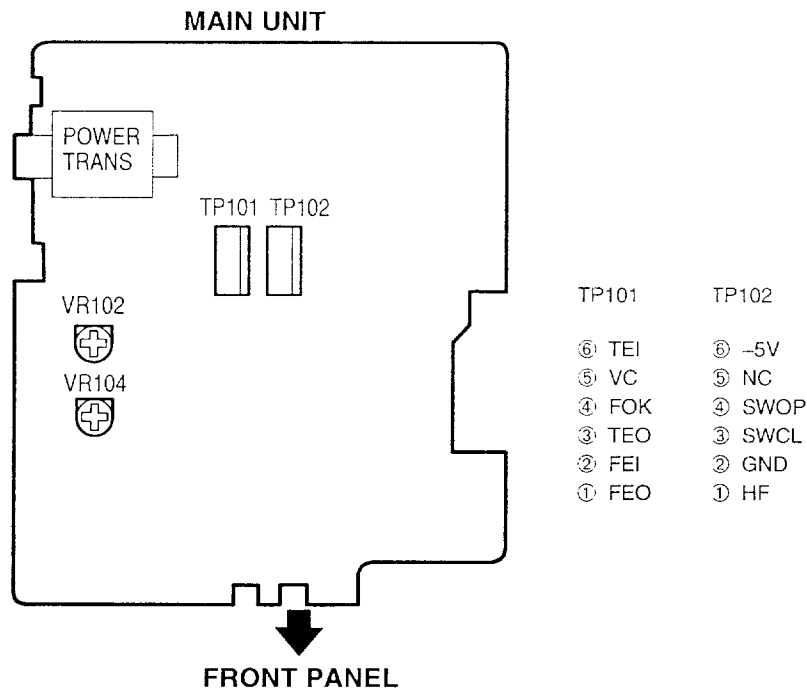 MAIN UNIT
POWER
TRANS
TP101 TP102
VR102
VR104
TP101 TP102
⑥ TEI ⑥ –5V
⑤ VC ⑤ NC
④ FOK ④ SWOP
③ TEO ③ SWCL
② FEI ② GND
① FEO ① HF
FRONT PANEL